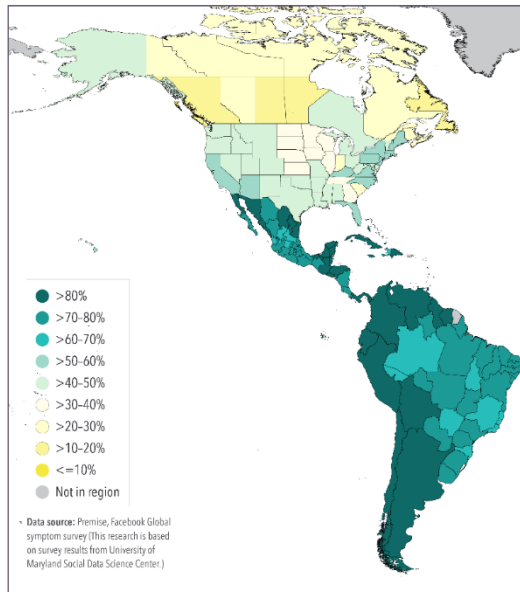 >80%
>70–80%
>60–70%
>50–60%
>40–50%
>30–40%
>20–30%
>10–20%
<=10%
Not in region
Data source: Premise, Facebook Global
symptom survey (This research is based
on survey results from University of
Maryland Social Data Science Center.)